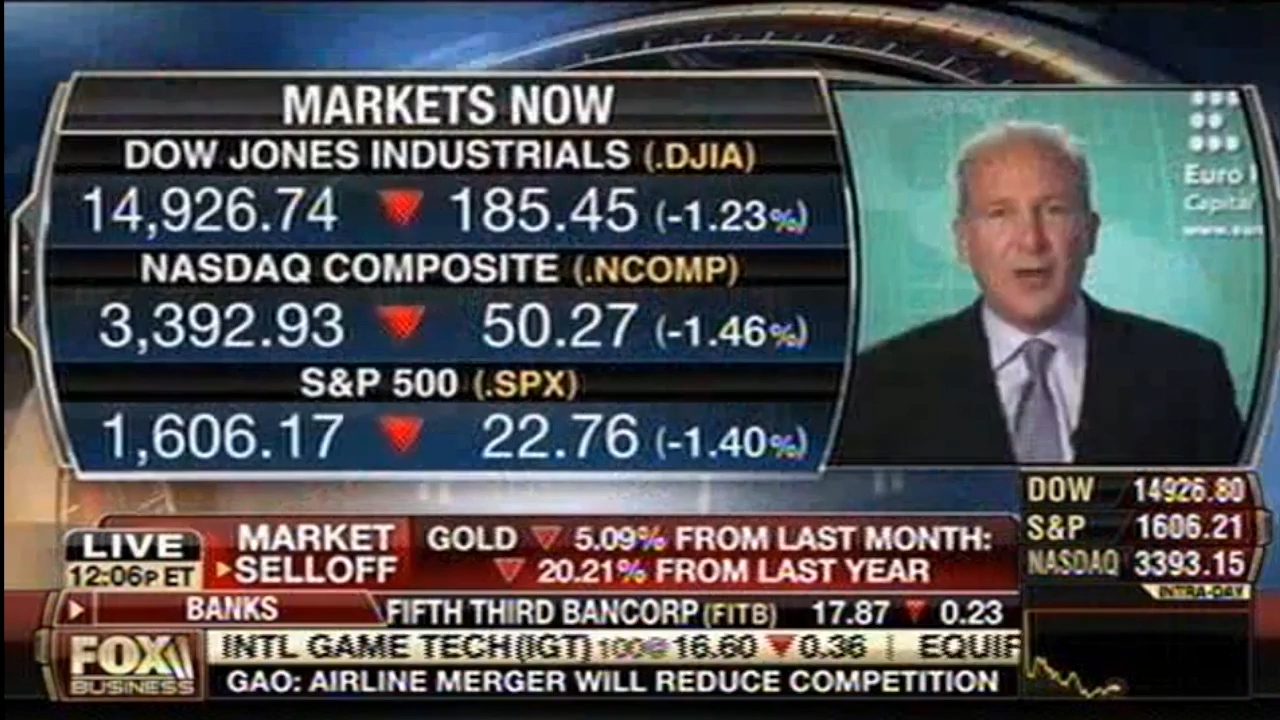 MARKETS NOW
DOW JONES INDUSTRIALS (.DJIA)
14,926.74 ▼ 185.45 (-1.23%)
NASDAQ COMPOSITE (.NCOMP)
3,392.93 ▼ 50.27 (-1.46%)
S&P 500 (.SPX)
1,606.17 ▼ 22.76 (-1.40%)
Euro
Capital
DOW 14926.80
S&P 1606.21
NASDAQ 3393.15
INTRA-DAY
LIVE
12:06P ET
MARKET
SELLOFF
GOLD ▼ 5.09% FROM LAST MONTH:
▼ 20.21% FROM LAST YEAR
BANKS FIFTH THIRD BANCORP (FITB) 17.87 ▼ 0.23
INTL GAME TECH(IGT) 100@16.60 ▼0.36 | EQUIF
FOX
BUSINESS
GAO: AIRLINE MERGER WILL REDUCE COMPETITION